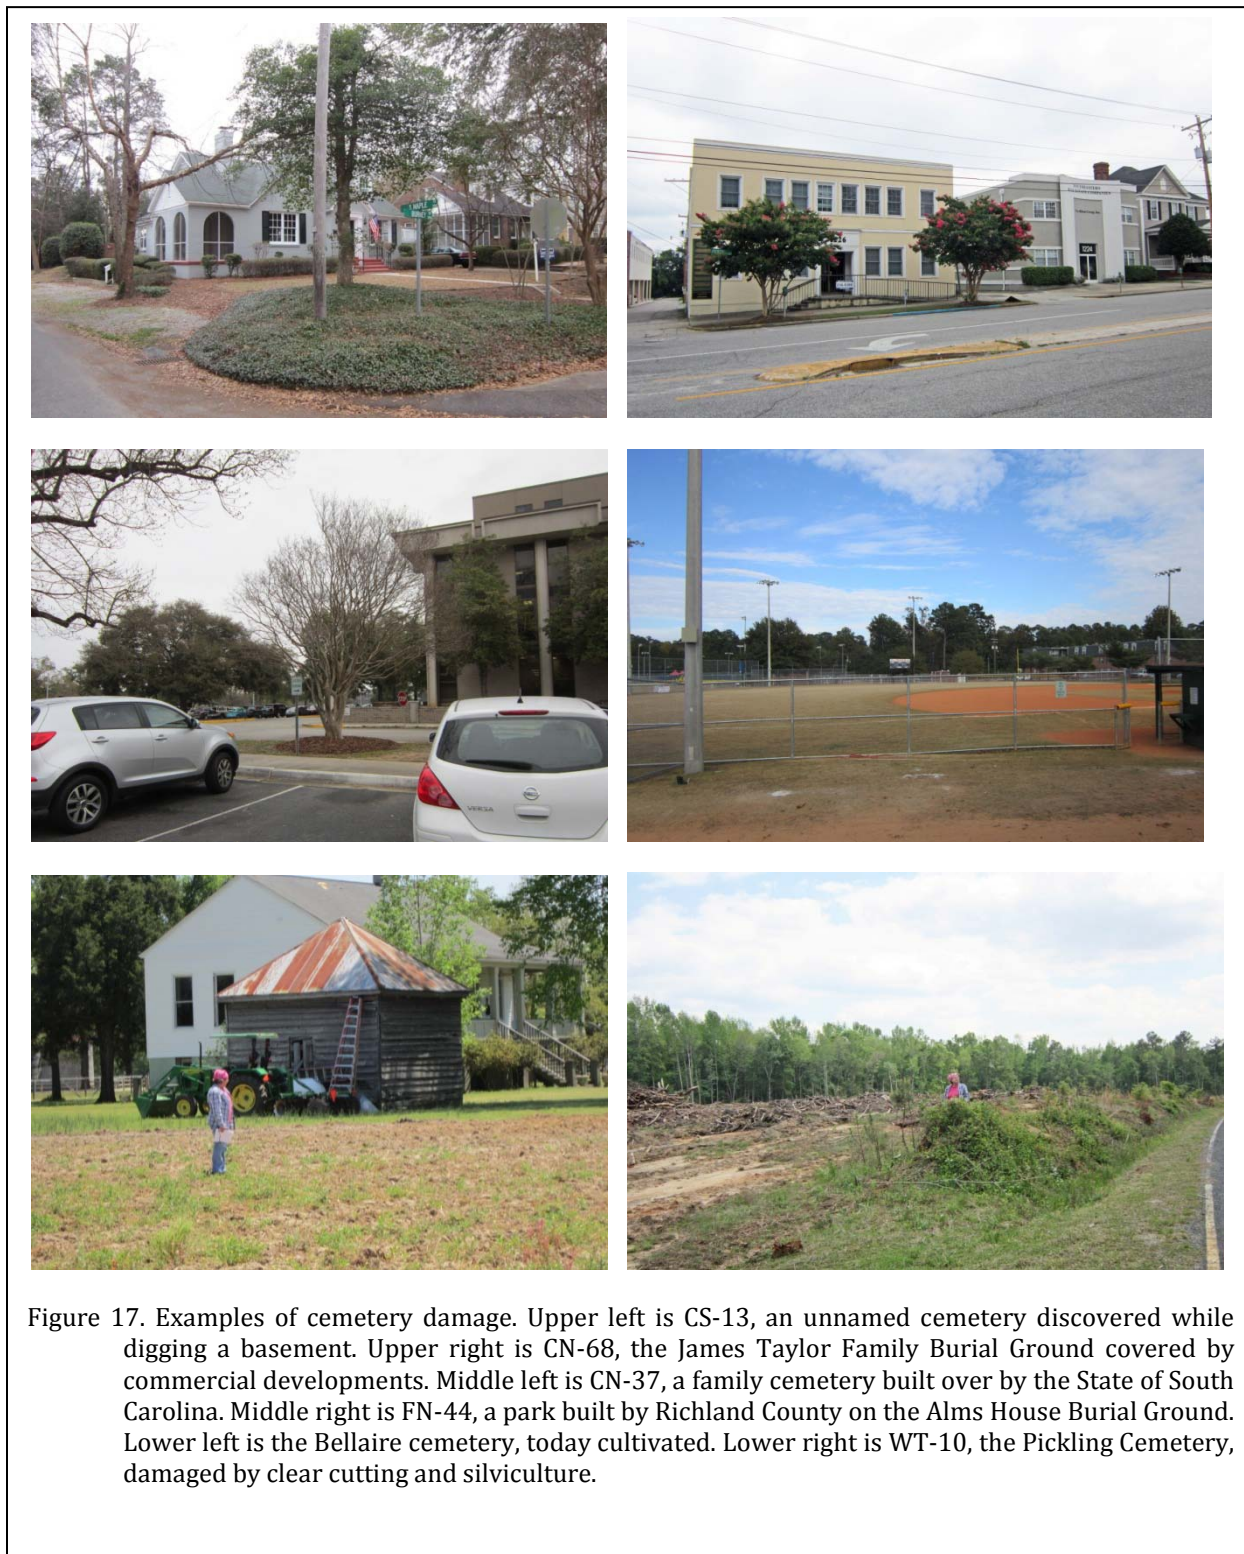 S MAPLE ST
1224
VERSA
Figure 17. Examples of cemetery damage. Upper left is CS-13, an unnamed cemetery discovered while
digging a basement. Upper right is CN-68, the James Taylor Family Burial Ground covered by
commercial developments. Middle left is CN-37, a family cemetery built over by the State of South
Carolina. Middle right is FN-44, a park built by Richland County on the Alms House Burial Ground.
Lower left is the Bellaire cemetery, today cultivated. Lower right is WT-10, the Pickling Cemetery,
damaged by clear cutting and silviculture.